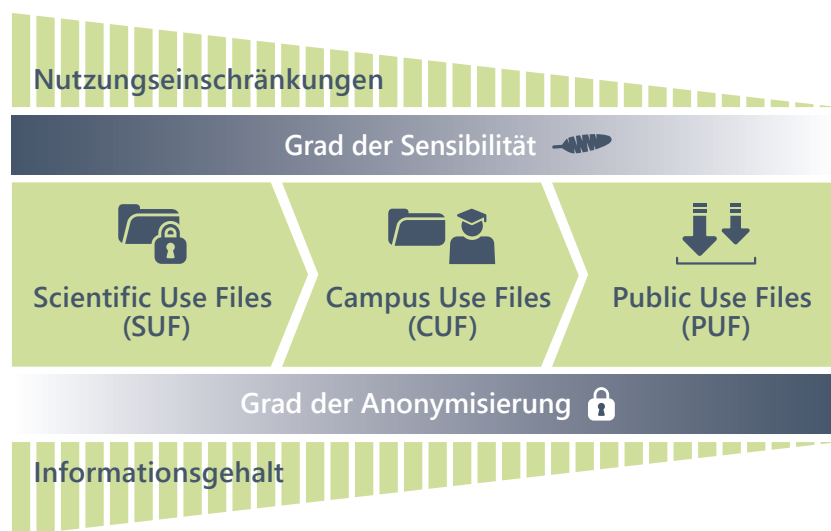 Nutzungseinschränkungen
Grad der Sensibilität
Scientific Use Files
(SUF)
Campus Use Files
(CUF)
Public Use Files
(PUF)
Grad der Anonymisierung
Informationsgehalt